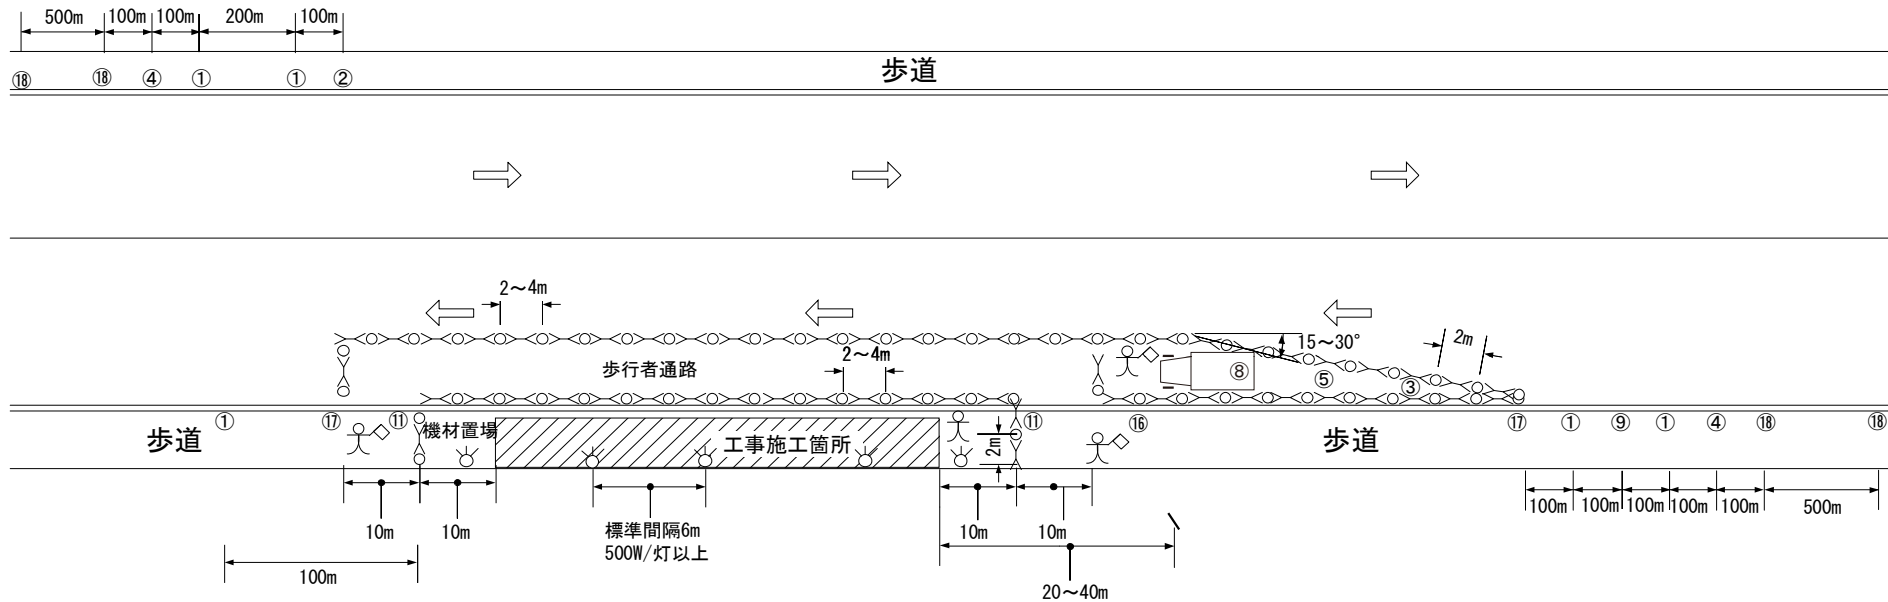 500m 100m 100m 200m 100m
⑱ ⑱ ④ ① ① ②
歩道
2～4m
15～30°
2m
2～4m
歩行者通路
⑧ ⑤ ③
① ⑰ ⑪ ⑪ ⑯ ⑰ ① ⑨ ① ④ ⑱ ⑱
歩道
機材置場
工事施工箇所
2m
歩道
10m 10m
標準間隔6m
500W/灯以上
10m 10m
100m 100m 100m 100m 100m 500m
100m
20～40m